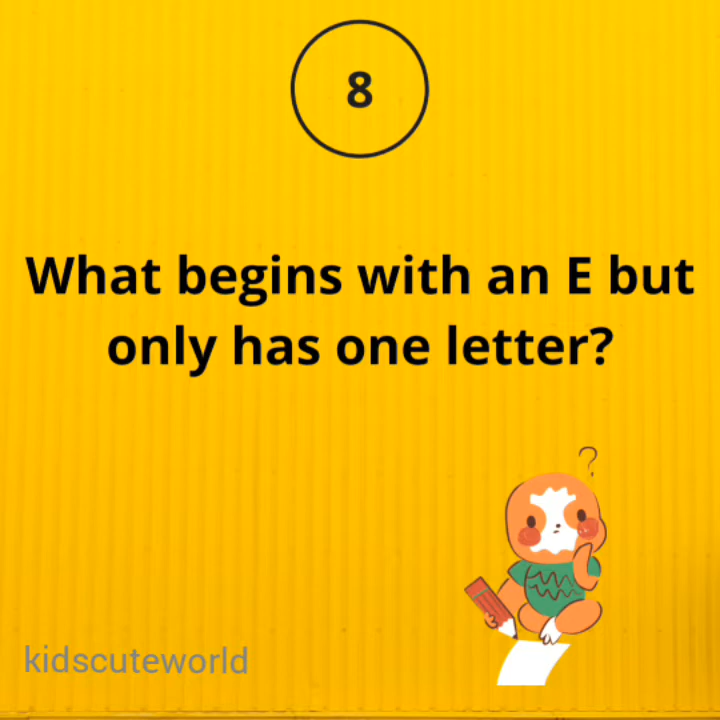 8
What begins with an E but
only has one letter?
?
kidscuteworld